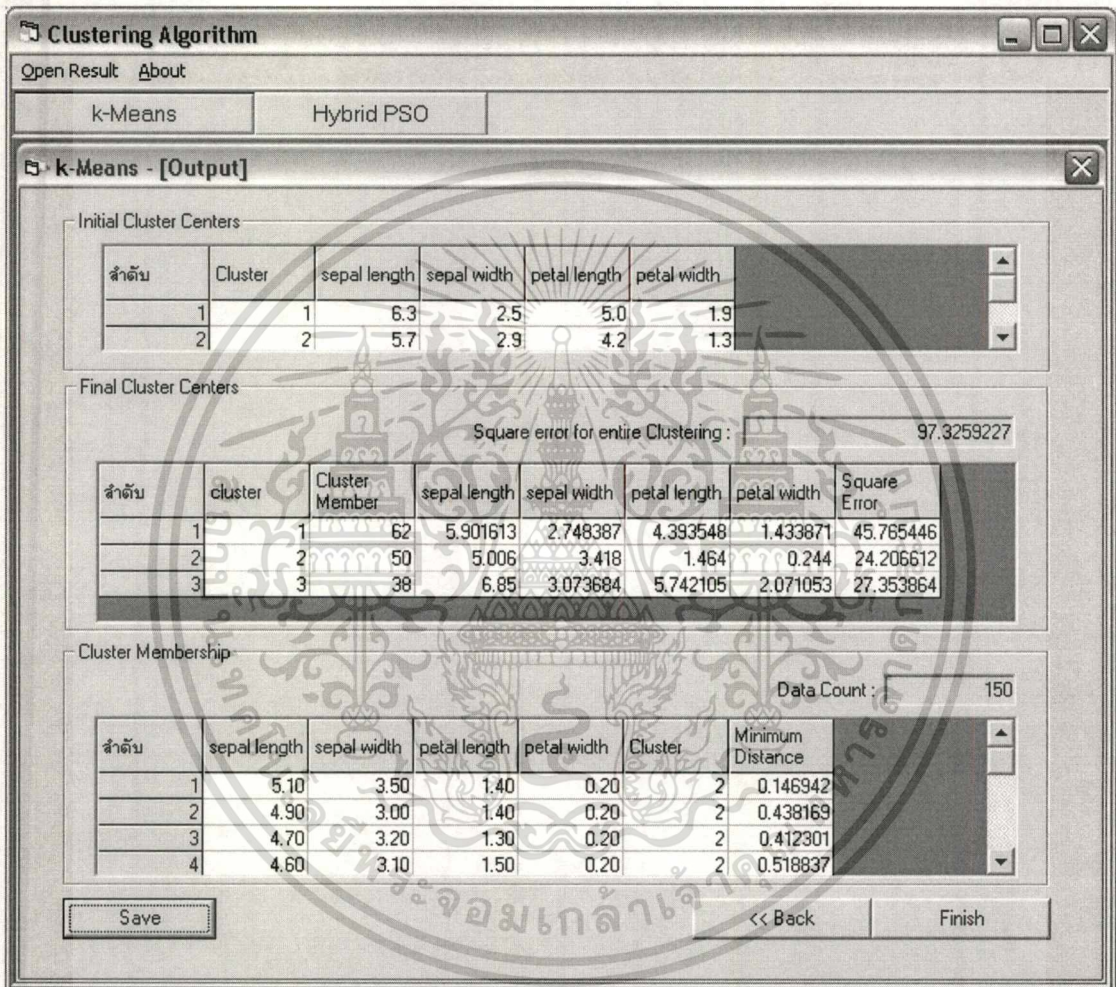 Clustering Algorithm
Open Result About
k-Means Hybrid PSO
k-Means - [Output]
Initial Cluster Centers
ลำดับ Cluster sepal length sepal width petal length petal width
1 1 6.3 2.5 5.0 1.9
2 2 5.7 2.9 4.2 1.3
Final Cluster Centers
Square error for entire Clustering : 97.3259227
ลำดับ cluster Cluster Member sepal length sepal width petal length petal width Square Error
1 1 62 5.901613 2.748387 4.393548 1.433871 45.765446
2 2 50 5.006 3.418 1.464 0.244 24.206612
3 3 38 6.85 3.073684 5.742105 2.071053 27.353864
Cluster Membership
Data Count : 150
ลำดับ sepal length sepal width petal length petal width Cluster Minimum Distance
1 5.10 3.50 1.40 0.20 2 0.146942
2 4.90 3.00 1.40 0.20 2 0.438169
3 4.70 3.20 1.30 0.20 2 0.412301
4 4.60 3.10 1.50 0.20 2 0.518837
Save << Back Finish